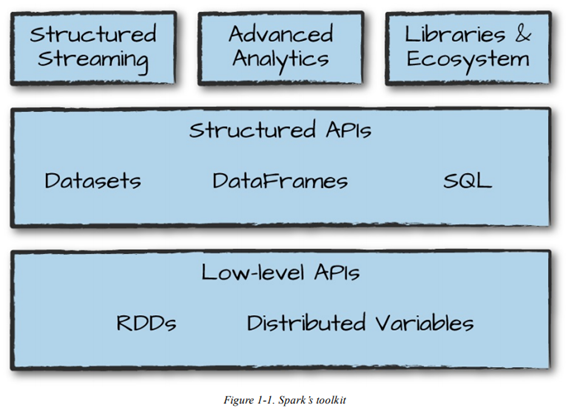 Structured
Streaming
Advanced
Analytics
Libraries &
Ecosystem
Structured APIs
Datasets
DataFrames
SQL
Low-level APIs
RDDs
Distributed Variables
Figure 1-1. Spark's toolkit